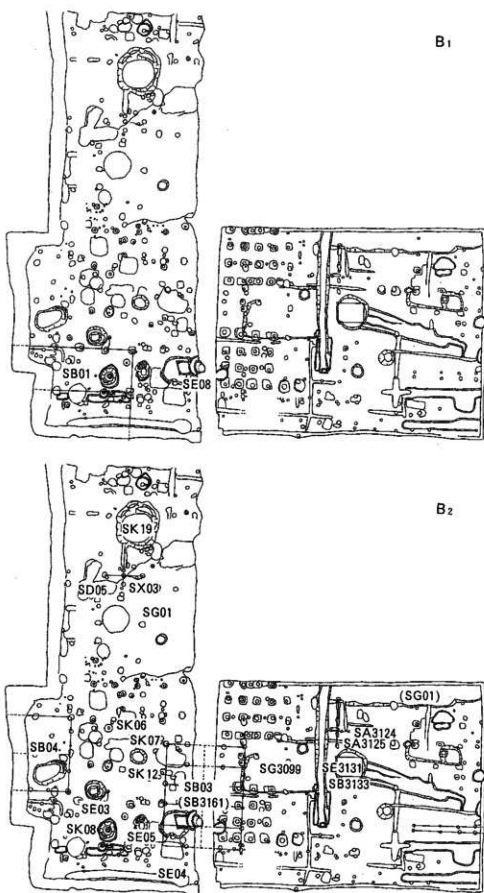 B1
SB01
SE08
B2
SK19
SD05
SX03
SG01
(SG01)
SK06
SA3124
SK07
SA3125
SB04
SK12
SG3099
SE3131
SE03
SB03
SB3133
(SB3161)
SK08
SE05
SE04